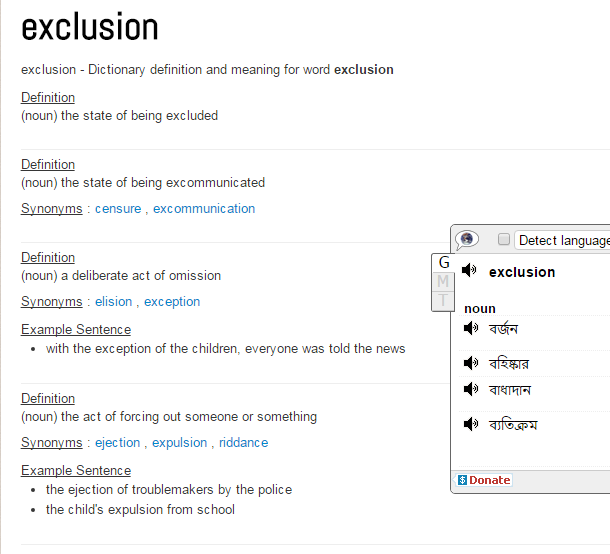 exclusion
exclusion - Dictionary definition and meaning for word exclusion
Definition
(noun) the state of being excluded
Definition
(noun) the state of being excommunicated
Synonyms : censure , excommunication
Definition
(noun) a deliberate act of omission
Synonyms : elision , exception
Example Sentence
• with the exception of the children, everyone was told the news
Definition
(noun) the act of forcing out someone or something
Synonyms : ejection , expulsion , riddance
Example Sentence
• the ejection of troublemakers by the police
• the child's expulsion from school
Detect language
G
M
T
exclusion
noun
বর্জন
বহিষ্কার
বাধাদান
ব্যতিক্রম
$ Donate